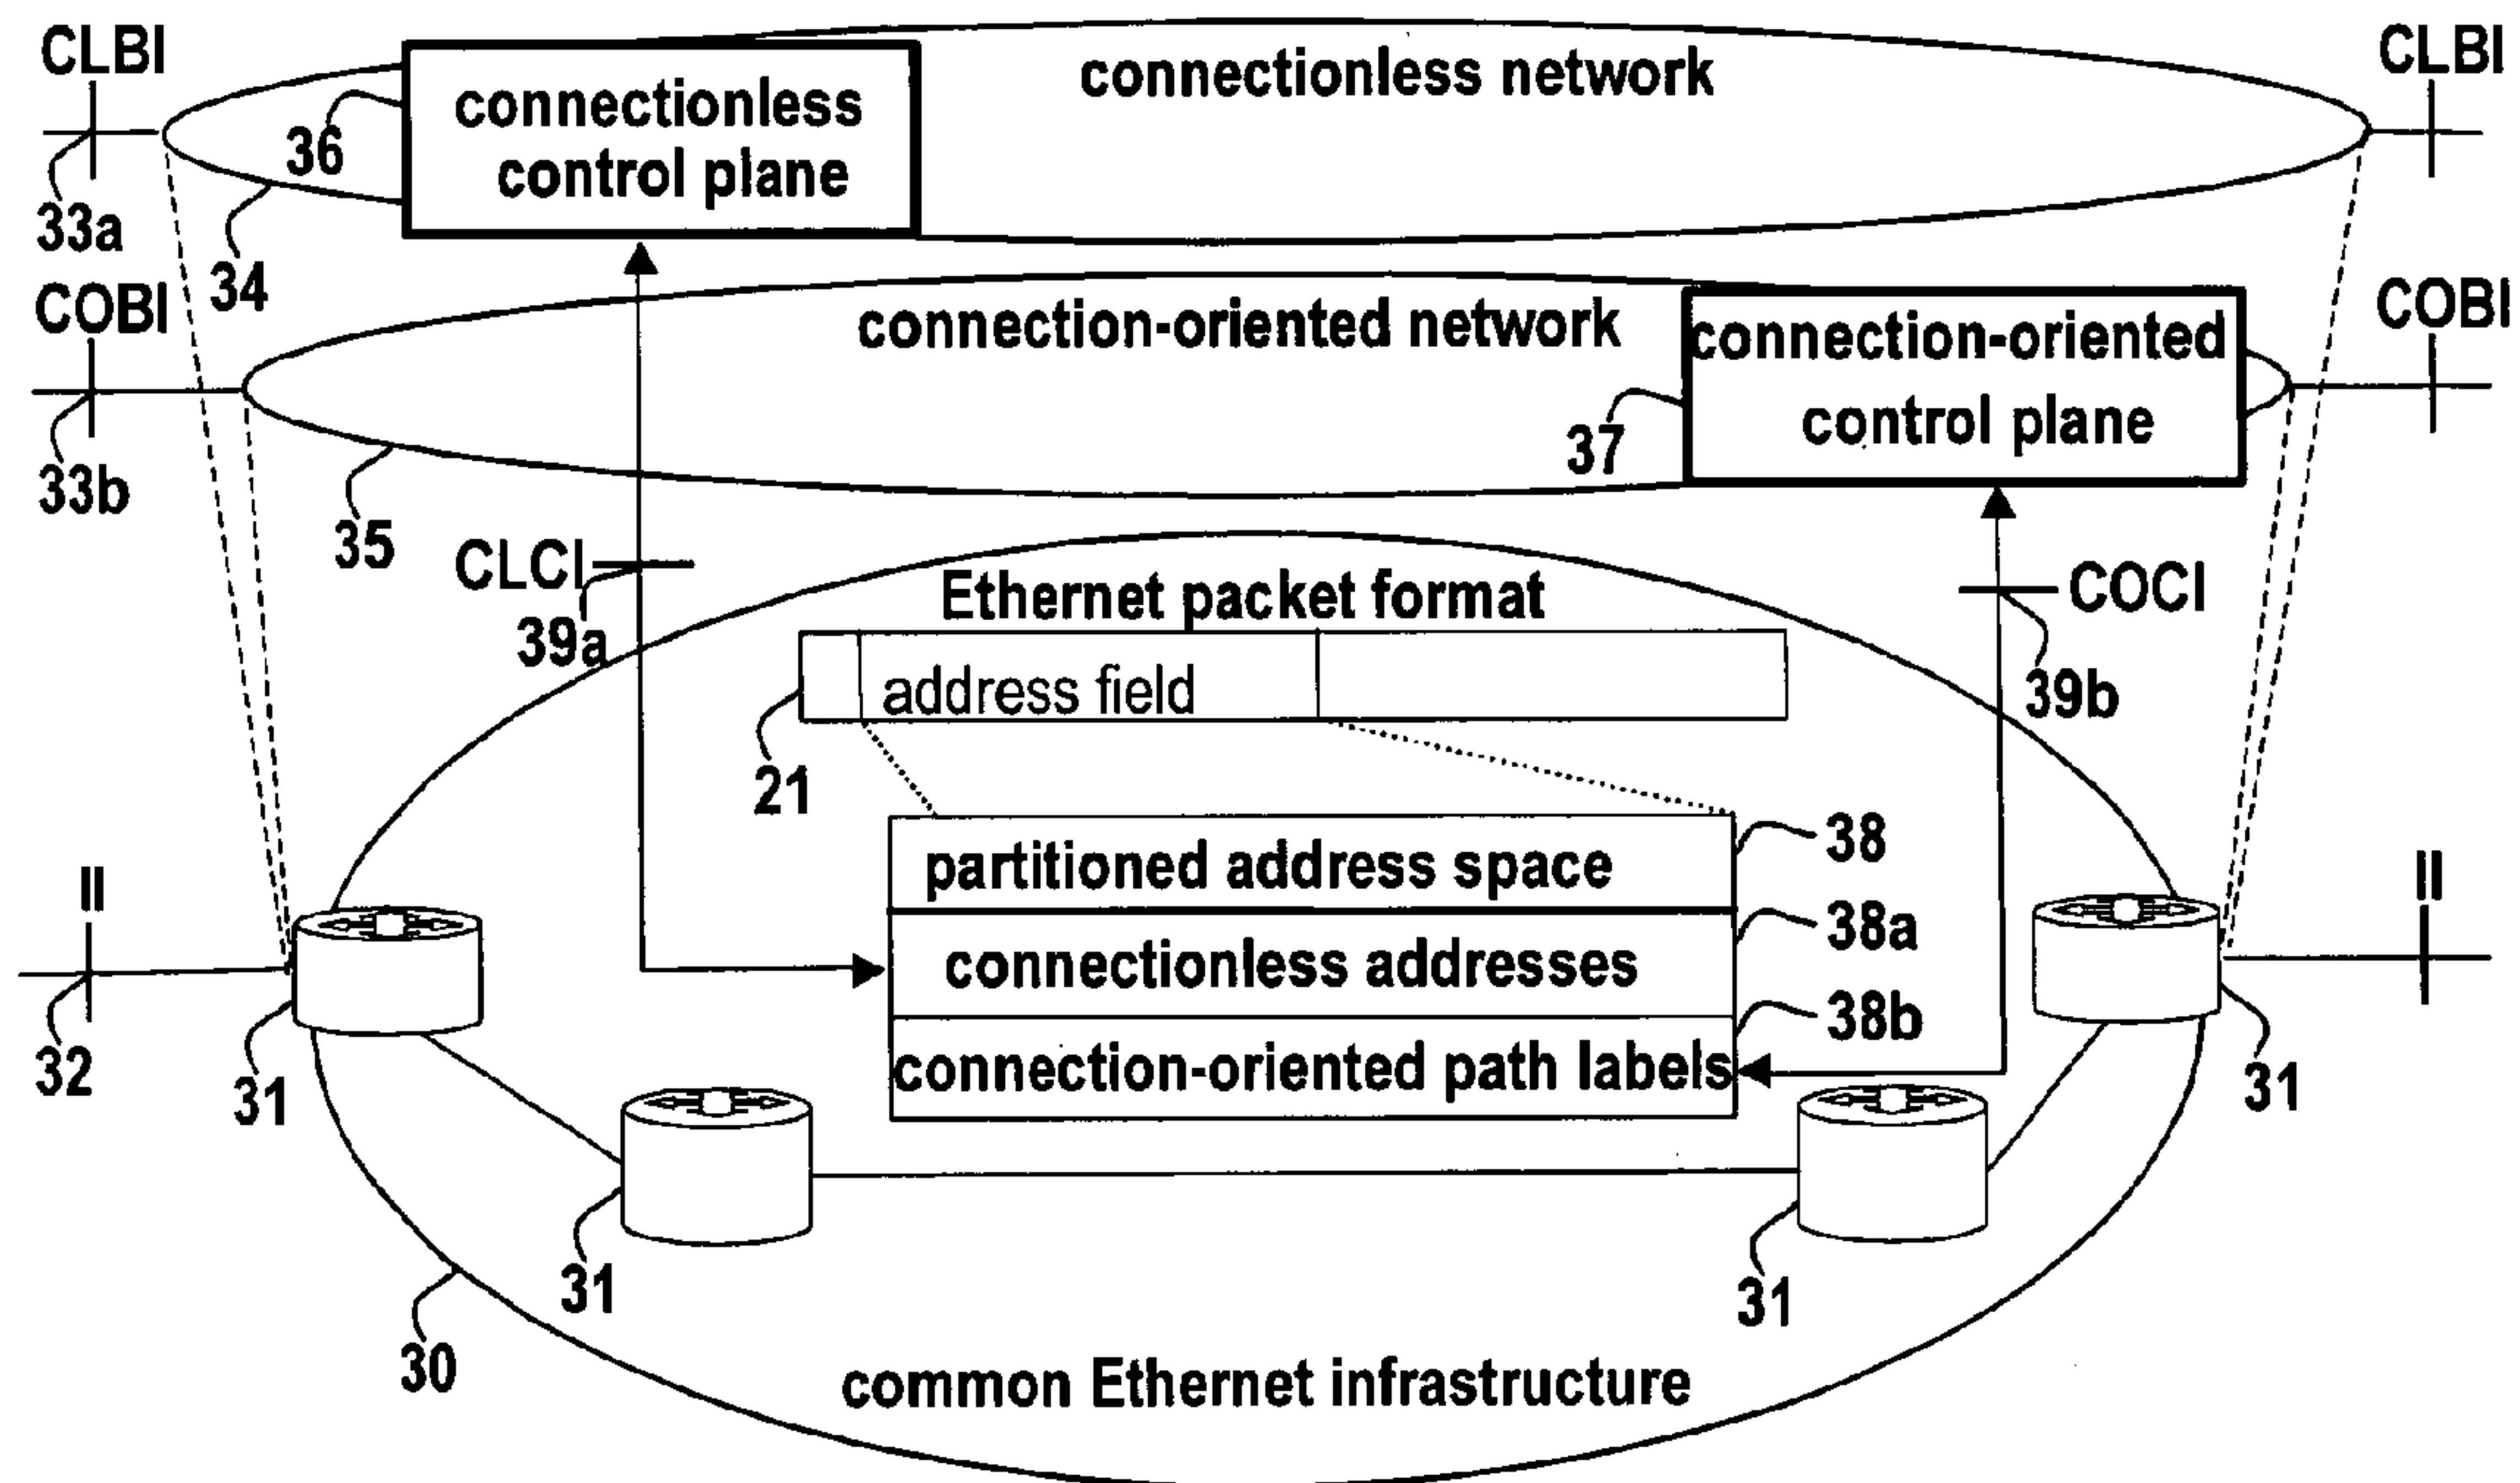 CLBI
connectionless network
CLBI
connectionless
control plane
36
33a
34
COBI
connection-oriented network
connection-oriented
control plane
COBI
37
33b
35
CLCI
39a
Ethernet packet format
COCI
39b
address field
21
partitioned address space
38
connectionless addresses
38a
connection-oriented path labels
38b
II
II
32
31
31
31
31
30
common Ethernet infrastructure